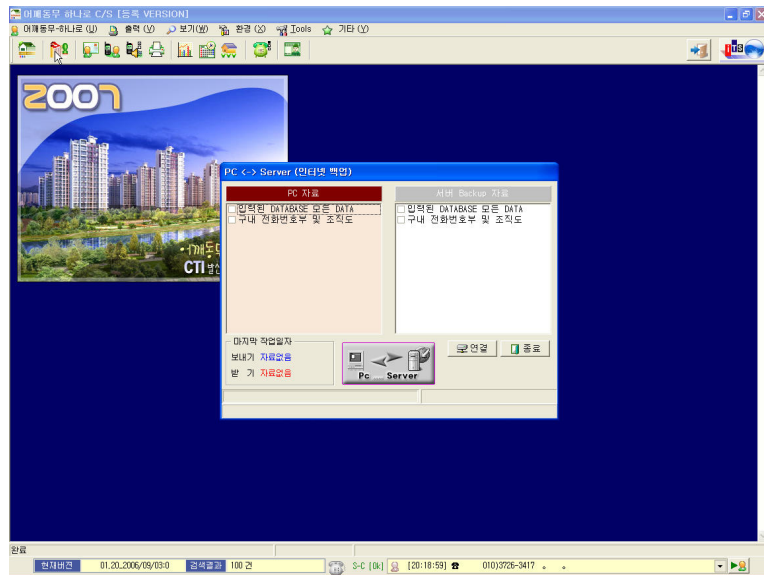 어깨동무 하나로 C/S [등록 VERSION]
어깨동무-하나로 (U) 출력 (V) 보기(W) 환경 (X) Tools 기타 (Y)
2007
CTI 발신
PC <-> Server (인터넷 백업)
PC 자료
서버 Backup 자료
입력된 DATABASE 모든 DATA
구내 전화번호부 및 조직도
입력된 DATABASE 모든 DATA
구내 전화번호부 및 조직도
마지막 작업일자
보내기 자료없음
받 기 자료없음
Pc Server
연결
종료
완료
현재버전 01.20.2006/09/03:0 검색결과 100 건 S-C [Ok] [20:18:59] ☎ 010)3726-3417 。 。